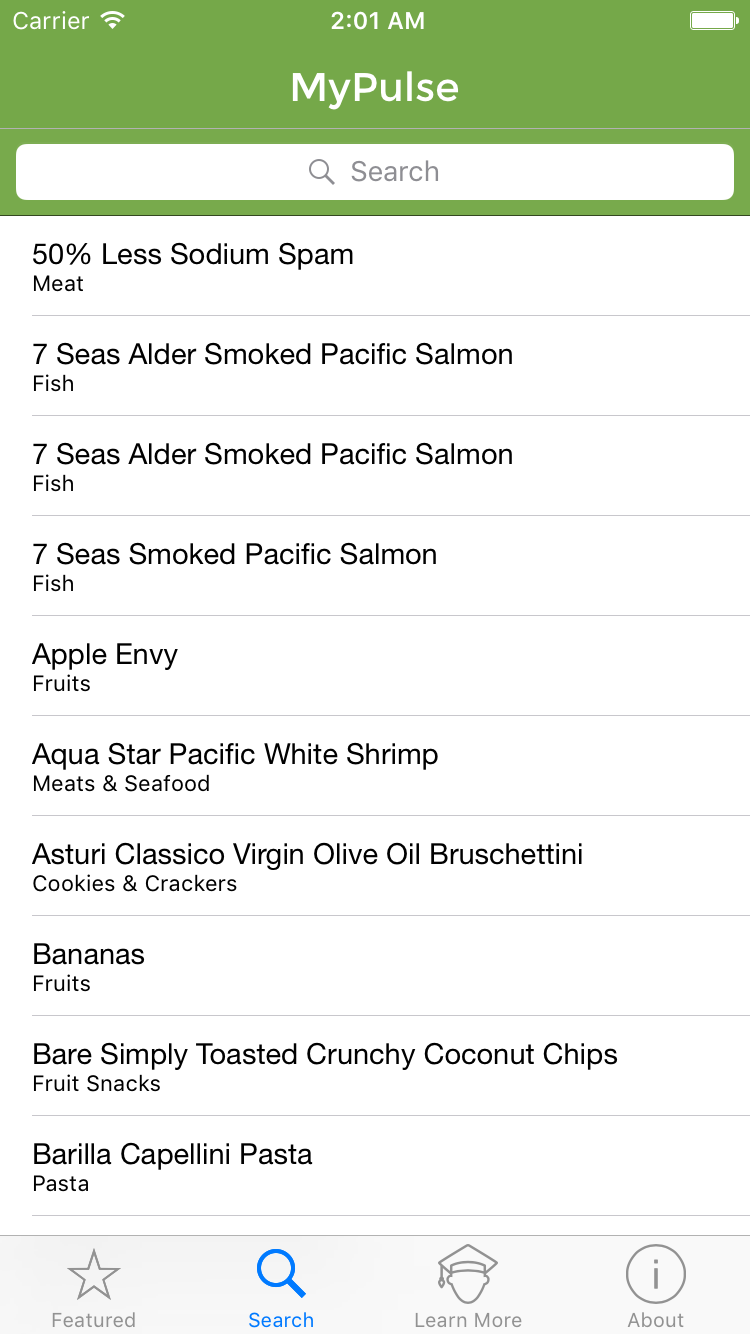 Carrier 2:01 AM
MyPulse
Search
50% Less Sodium Spam
Meat
7 Seas Alder Smoked Pacific Salmon
Fish
7 Seas Alder Smoked Pacific Salmon
Fish
7 Seas Smoked Pacific Salmon
Fish
Apple Envy
Fruits
Aqua Star Pacific White Shrimp
Meats & Seafood
Asturi Classico Virgin Olive Oil Bruschettini
Cookies & Crackers
Bananas
Fruits
Bare Simply Toasted Crunchy Coconut Chips
Fruit Snacks
Barilla Capellini Pasta
Pasta
Featured Search Learn More About